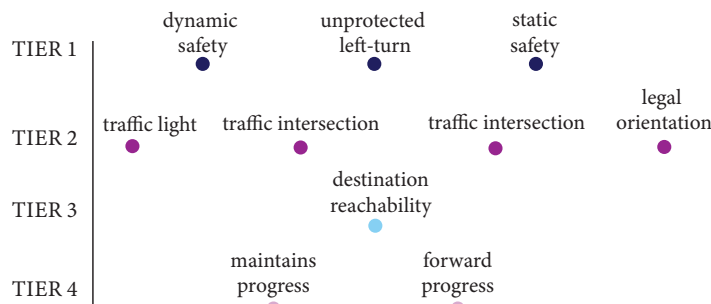 dynamic
safety
unprotected
left-turn
static
safety
TIER 1
traffic light
traffic intersection
traffic intersection
legal
orientation
TIER 2
destination
reachability
TIER 3
maintains
progress
forward
progress
TIER 4